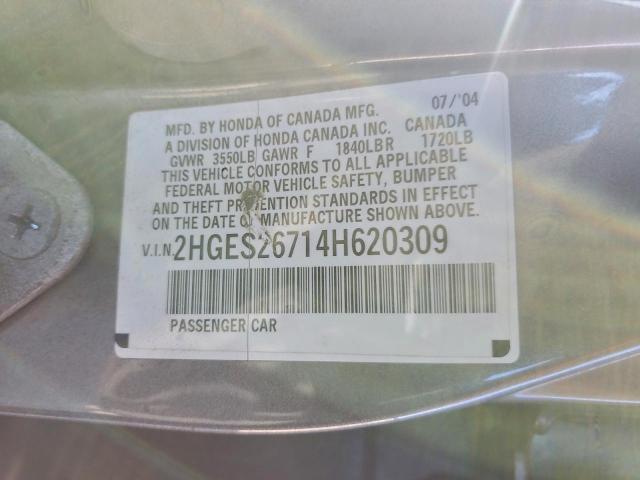 07/'04
MFD. BY HONDA OF CANADA MFG.
A DIVISION OF HONDA CANADA INC. CANADA
GVWR 3550LB GAWR F 1840LB R 1720LB
THIS VEHICLE CONFORMS TO ALL APPLICABLE
FEDERAL MOTOR VEHICLE SAFETY, BUMPER
AND THEFT PREVENTION STANDARDS IN EFFECT
ON THE DATE OF MANUFACTURE SHOWN ABOVE.
V.I.N. 2HGES26714H620309
PASSENGER CAR